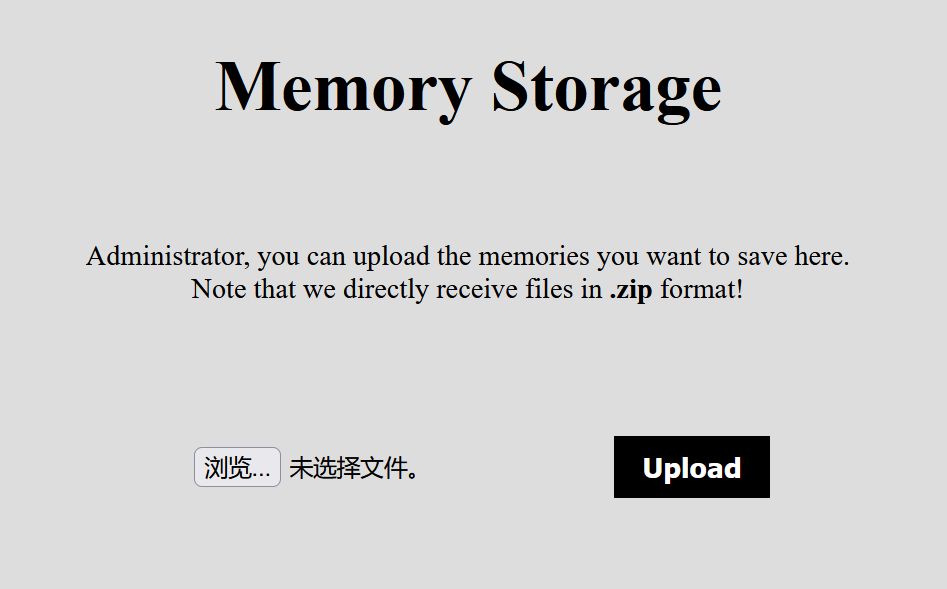 Memory Storage
Administrator, you can upload the memories you want to save here.
Note that we directly receive files in .zip format!
浏览... 未选择文件。
Upload